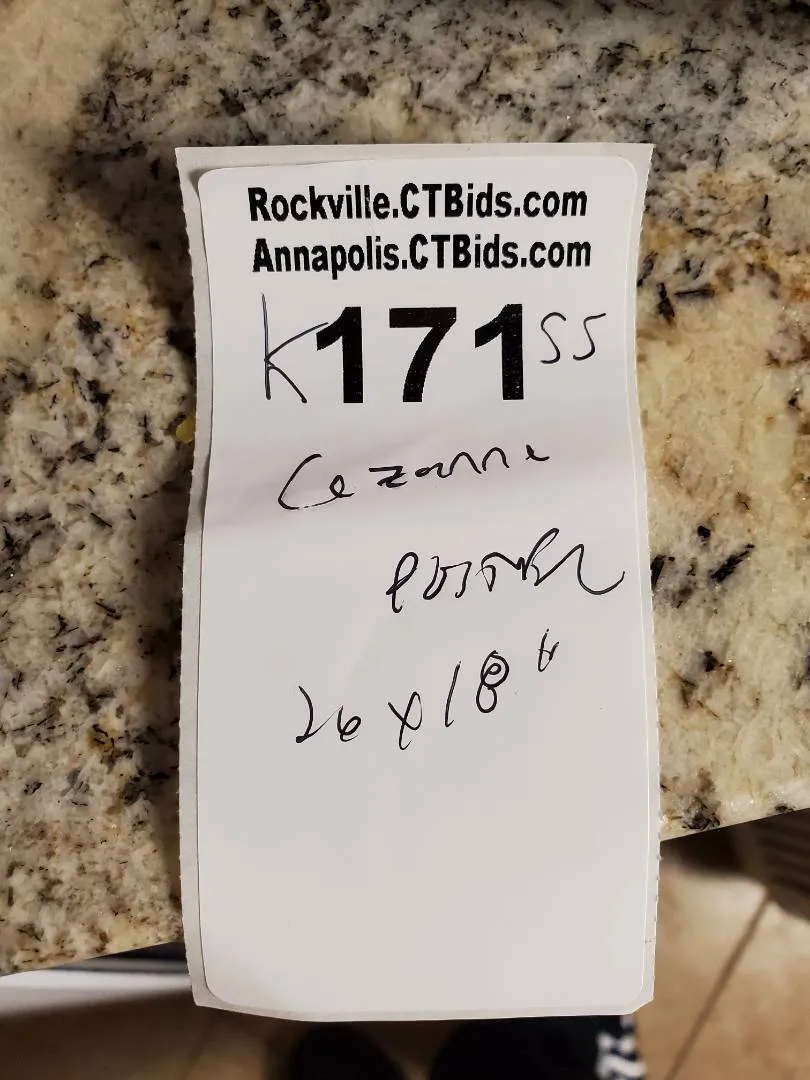 Rockville.CTBids.com
Annapolis.CTBids.com
K171SS
Cezanne
poster
26x18"